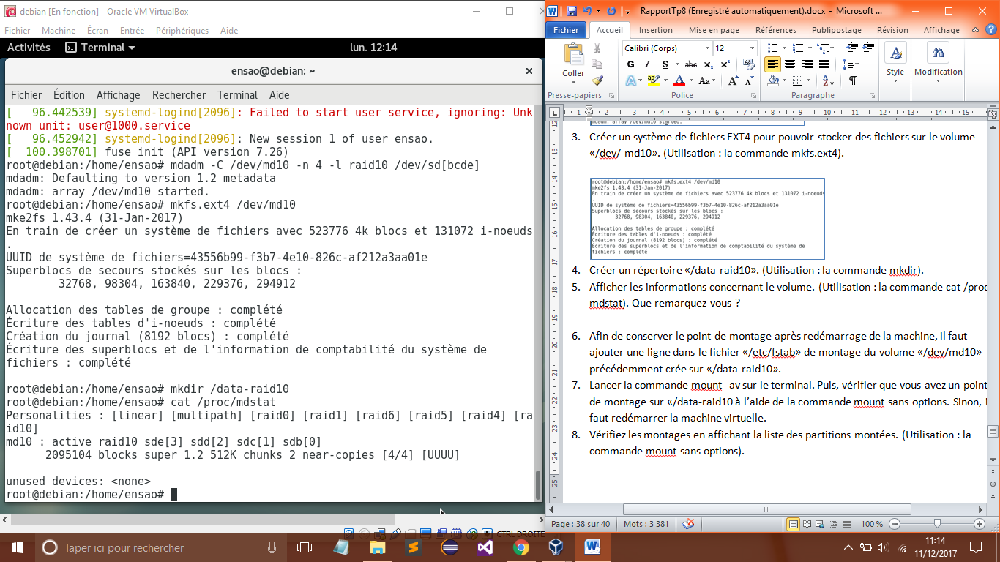 debian [En fonction] - Oracle VM VirtualBox
Fichier Machine Écran Entrée Périphériques Aide
Activités Terminal lun. 12:14
ensao@debian: ~
Fichier Édition Affichage Rechercher Terminal Aide
[   96.442539] systemd-logind[2096]: Failed to start user service, ignoring: Unk
nown unit: user@1000.service
[   96.452942] systemd-logind[2096]: New session 1 of user ensao.
[  100.398701] fuse init (API version 7.26)
root@debian:/home/ensao# mdadm -C /dev/md10 -n 4 -l raid10 /dev/sd[bcde]
mdadm: Defaulting to version 1.2 metadata
mdadm: array /dev/md10 started.
root@debian:/home/ensao# mkfs.ext4 /dev/md10
mke2fs 1.43.4 (31-Jan-2017)
En train de créer un système de fichiers avec 523776 4k blocs et 131072 i-noeuds
.
UUID de système de fichiers=43556b99-f3b7-4e10-826c-af212a3aa01e
Superblocs de secours stockés sur les blocs :
32768, 98304, 163840, 229376, 294912
Allocation des tables de groupe : complété
Écriture des tables d'i-noeuds : complété
Création du journal (8192 blocs) : complété
Écriture des superblocs et de l'information de comptabilité du système de
fichiers : complété
root@debian:/home/ensao# mkdir /data-raid10
root@debian:/home/ensao# cat /proc/mdstat
Personalities : [linear] [multipath] [raid0] [raid1] [raid6] [raid5] [raid4] [ra
id10]
md10 : active raid10 sde[3] sdd[2] sdc[1] sdb[0]
2095104 blocks super 1.2 512K chunks 2 near-copies [4/4] [UUUU]
unused devices: <none>
root@debian:/home/ensao#
CTRL DROITE
RapportTp8 (Enregistré automatiquement).docx - Microsoft ...
Fichier Accueil Insertion Mise en page Références Publipostage Révision Affichage
Coller
Calibri (Corps) 12
G I S abc x₂ x²
Style
Modification
Presse-papiers Police Paragraphe
1 1 2 3 4 5 6 7 8 9 10 11 12 13 14 15
mdadm: array /dev/md10 started.
3. Créer un système de fichiers EXT4 pour pouvoir stocker des fichiers sur le volume
«/dev/ md10». (Utilisation : la commande mkfs.ext4).
root@debian:/home/ensao# mkfs.ext4 /dev/md10
mke2fs 1.43.4 (31-Jan-2017)
En train de créer un système de fichiers avec 523776 4k blocs et 131072 i-noeuds
.
UUID de système de fichiers=43556b99-f3b7-4e10-826c-af212a3aa01e
Superblocs de secours stockés sur les blocs :
32768, 98304, 163840, 229376, 294912
Allocation des tables de groupe : complété
Écriture des tables d'i-noeuds : complété
Création du journal (8192 blocs) : complété
Écriture des superblocs et de l'information de comptabilité du système de
fichiers : complété
4. Créer un répertoire «/data-raid10». (Utilisation : la commande mkdir).
5. Afficher les informations concernant le volume. (Utilisation : la commande cat /proc
mdstat). Que remarquez-vous ?
6. Afin de conserver le point de montage après redémarrage de la machine, il faut
ajouter une ligne dans le fichier «/etc/fstab» de montage du volume «/dev/md10»
précédemment crée sur «/data-raid10».
7. Lancer la commande mount -av sur le terminal. Puis, vérifier que vous avez un point
de montage sur «/data-raid10 à l’aide de la commande mount sans options. Sinon, i
faut redémarrer la machine virtuelle.
8. Vérifiez les montages en affichant la liste des partitions montées. (Utilisation : la
commande mount sans options).
Page : 38 sur 40 Mots : 3 381 100 %
Taper ici pour rechercher
11:14
11/12/2017